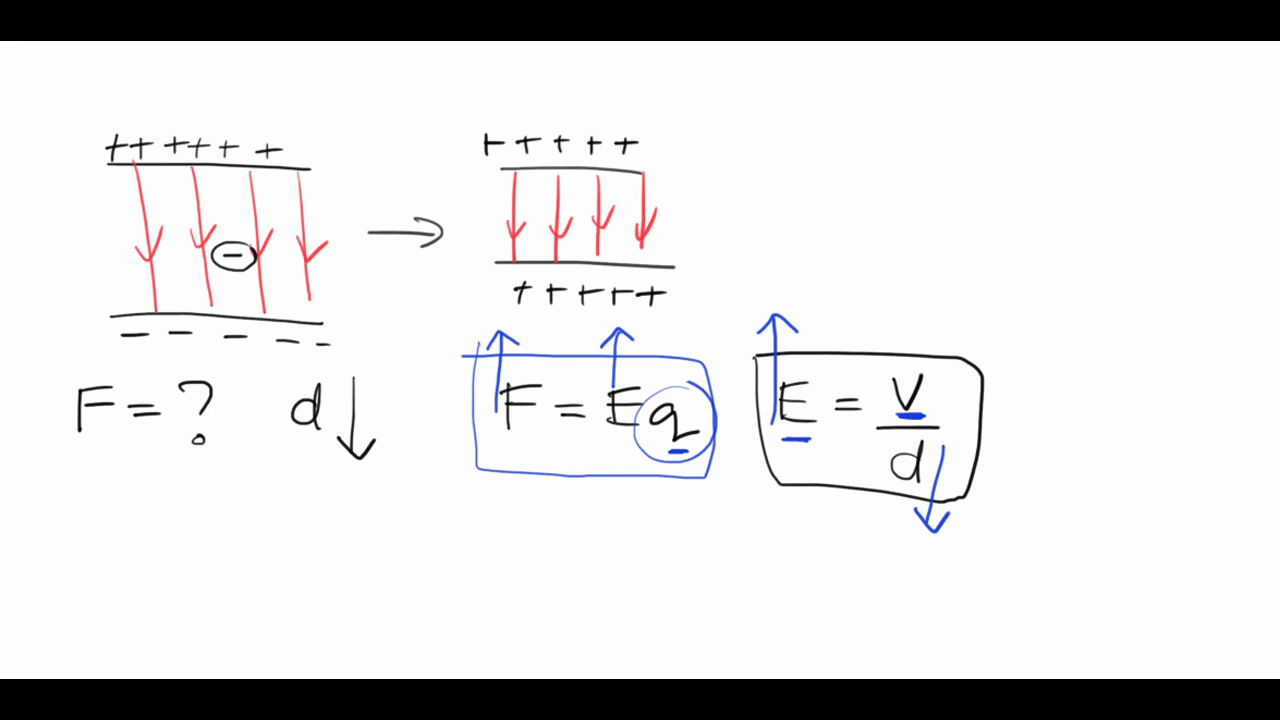 ++ ++ + +
+ + + + +
-
- - - - -
+ + + + +
F = ? d ↓
F = Eq
E = V/d